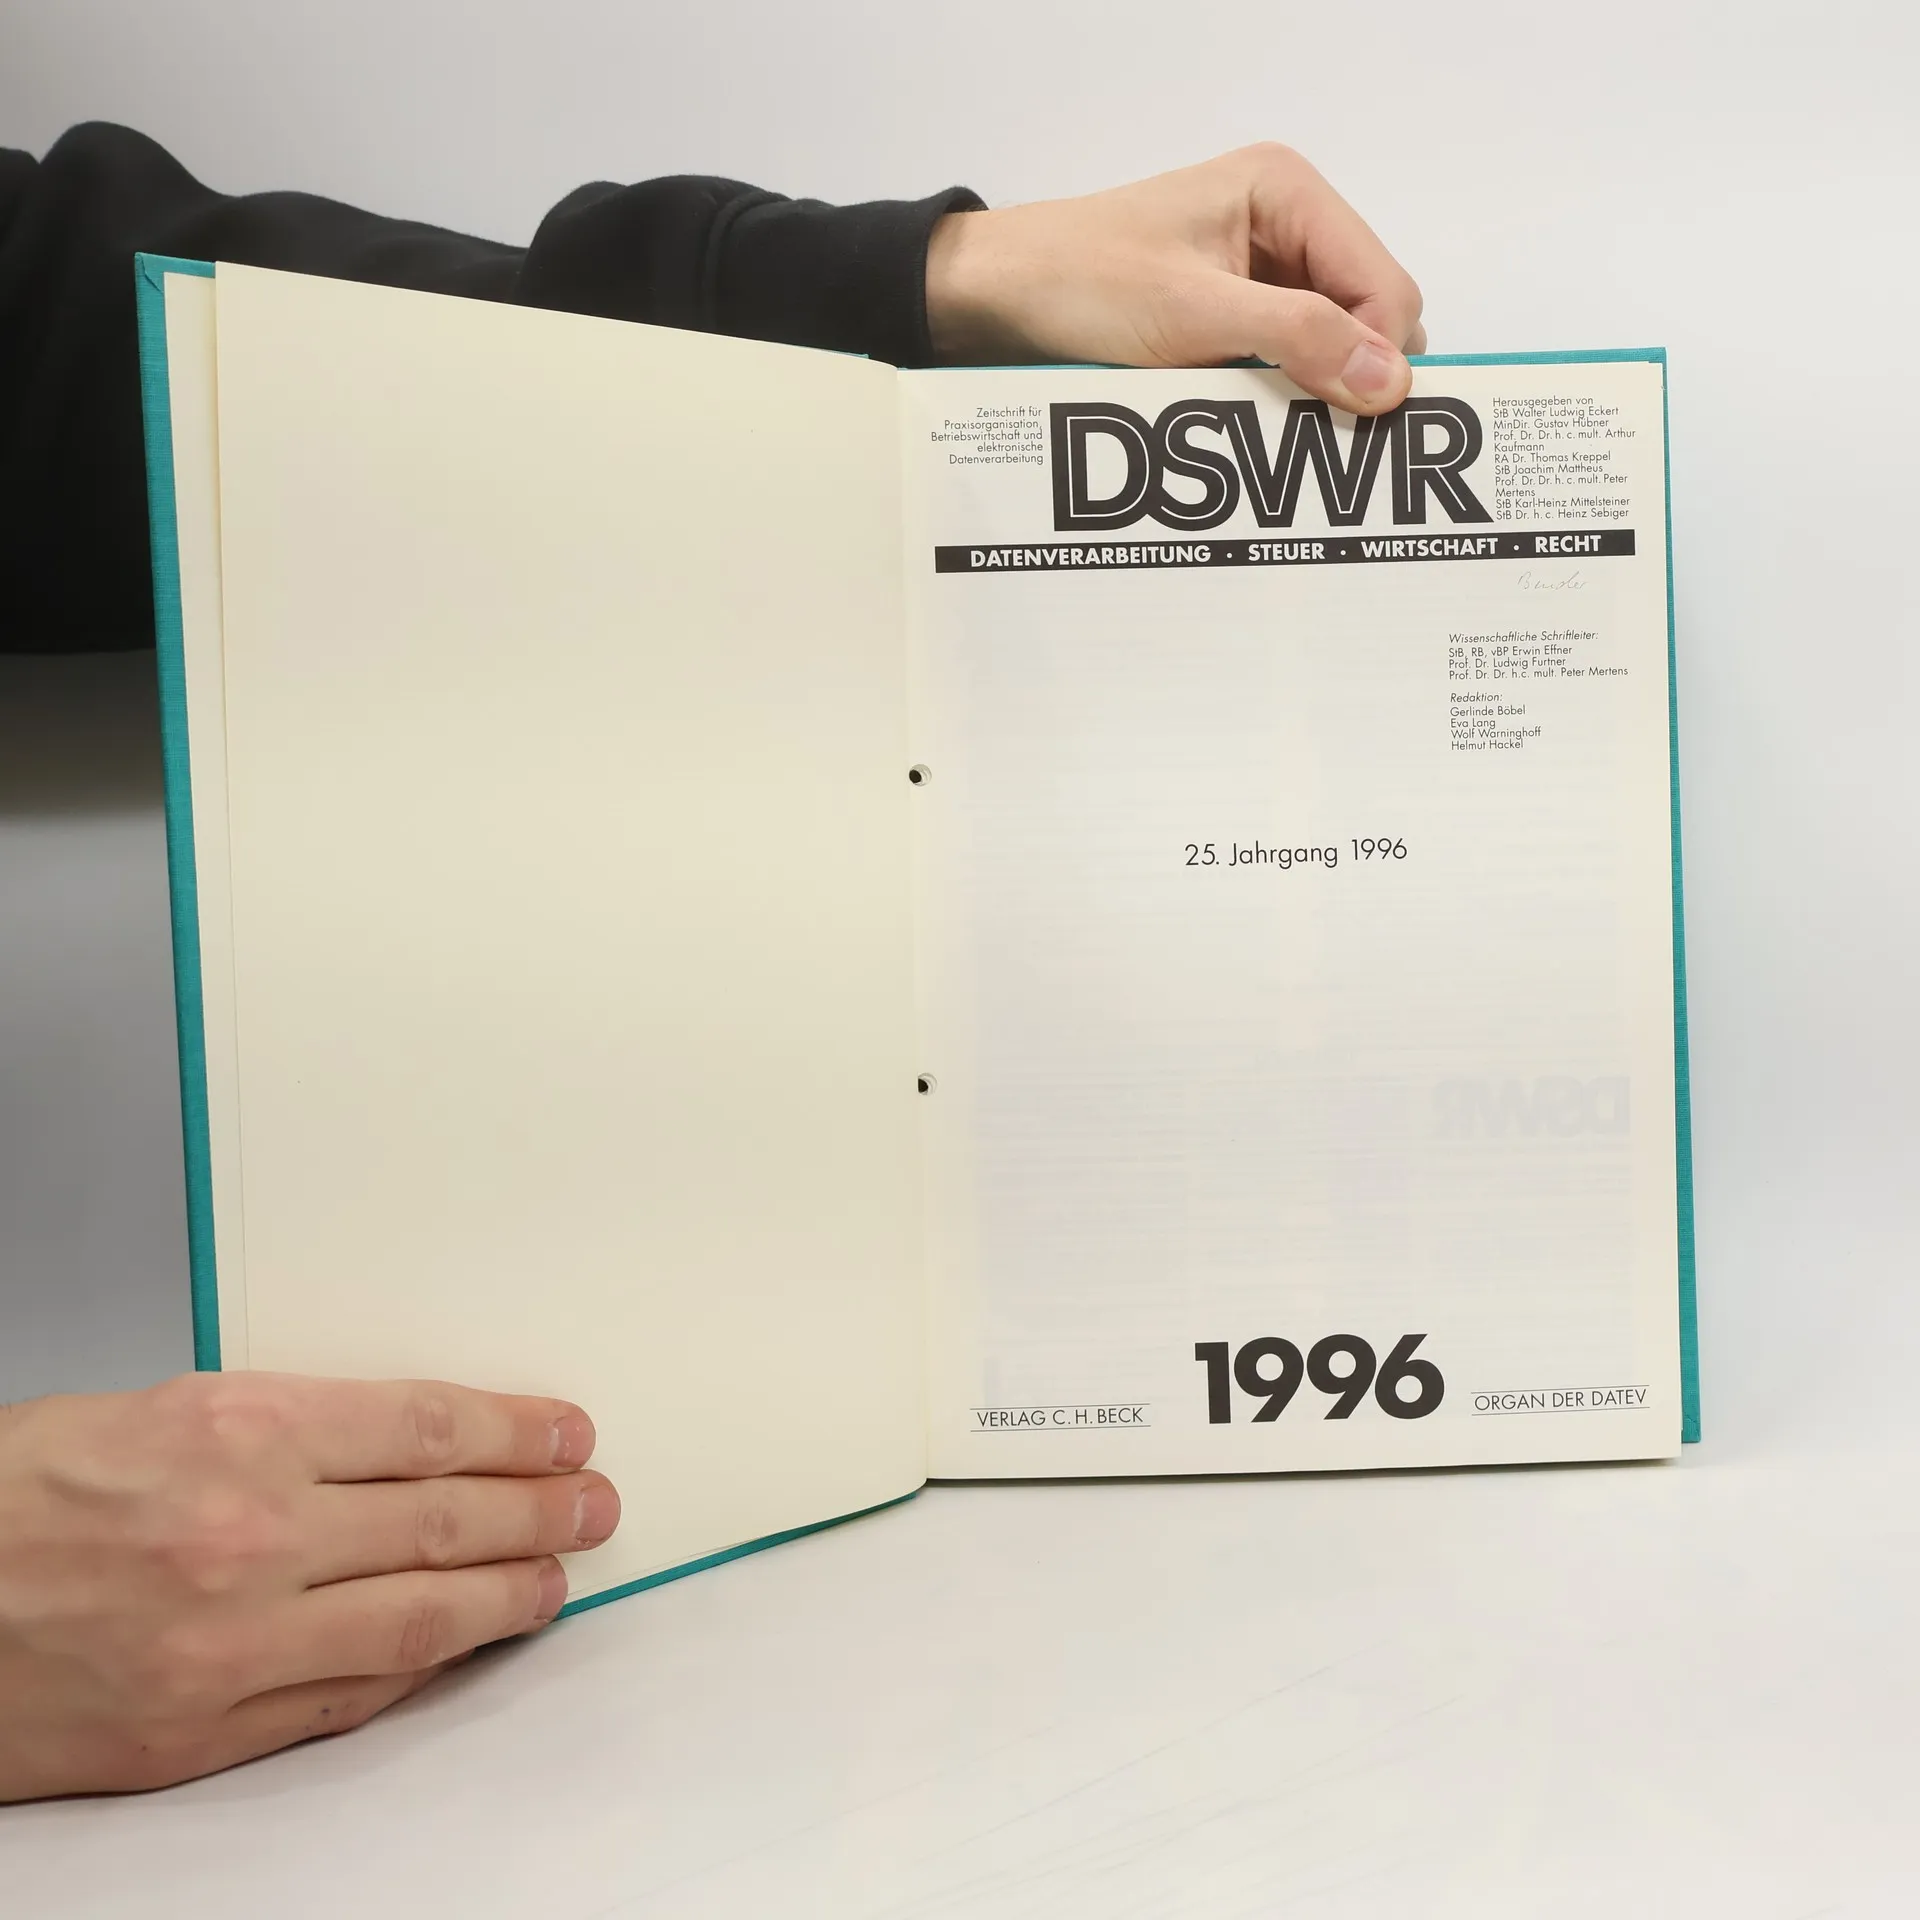 Zeitschrift für
Praxisorganisation,
Betriebswirtschaft und
elektronische
Datenverarbeitung
DSWR
Herausgegeben von
StB Walter Ludwig Eckert
MinDir. Gustav Hübner
Prof. Dr. Dr. h. c. mult. Arthur
Kaufmann
RA Dr. Thomas Kreppel
StB Joachim Mattheus
Prof. Dr. Dr. h. c. mult. Peter
Mertens
StB Karl-Heinz Mittelsteiner
StB Dr. h. c. Heinz Sebiger
DATENVERARBEITUNG · STEUER · WIRTSCHAFT · RECHT
Wissenschaftliche Schriftleiter:
StB, RB, vBP Erwin Effner
Prof. Dr. Ludwig Furtner
Prof. Dr. Dr. h.c. mult. Peter Mertens
Redaktion:
Gerlinde Böbel
Eva Lang
Wolf Warninghoff
Helmut Hackel
25. Jahrgang 1996
VERLAG C. H. BECK
1996
ORGAN DER DATEV